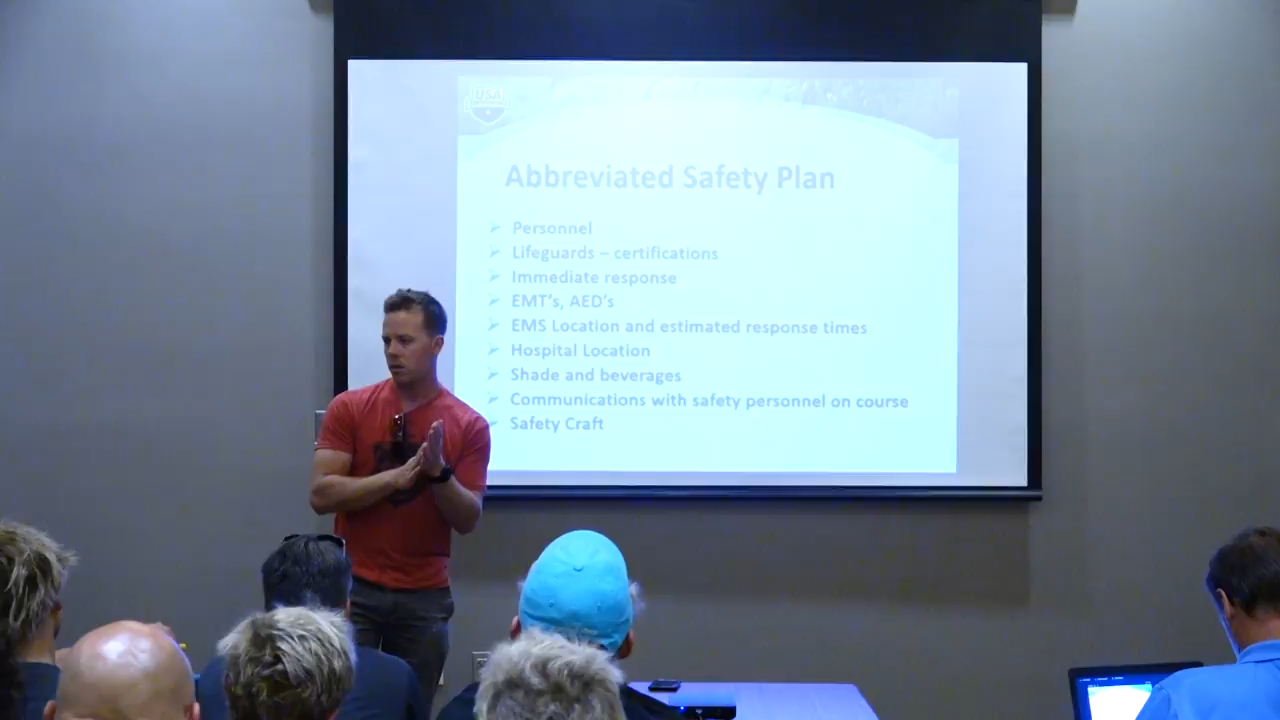 USA
Abbreviated Safety Plan
Personnel
Lifeguards – certifications
Immediate response
EMT's, AED's
EMS Location and estimated response times
Hospital Location
Shade and beverages
Communications with safety personnel on course
Safety Craft